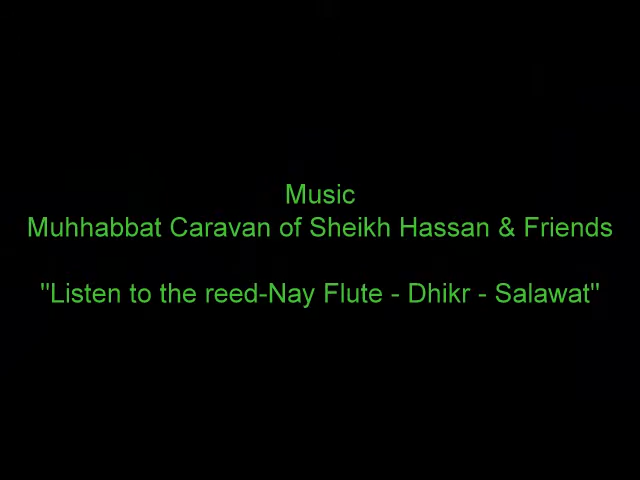 Music
Muhhabbat Caravan of Sheikh Hassan & Friends
"Listen to the reed-Nay Flute - Dhikr - Salawat"